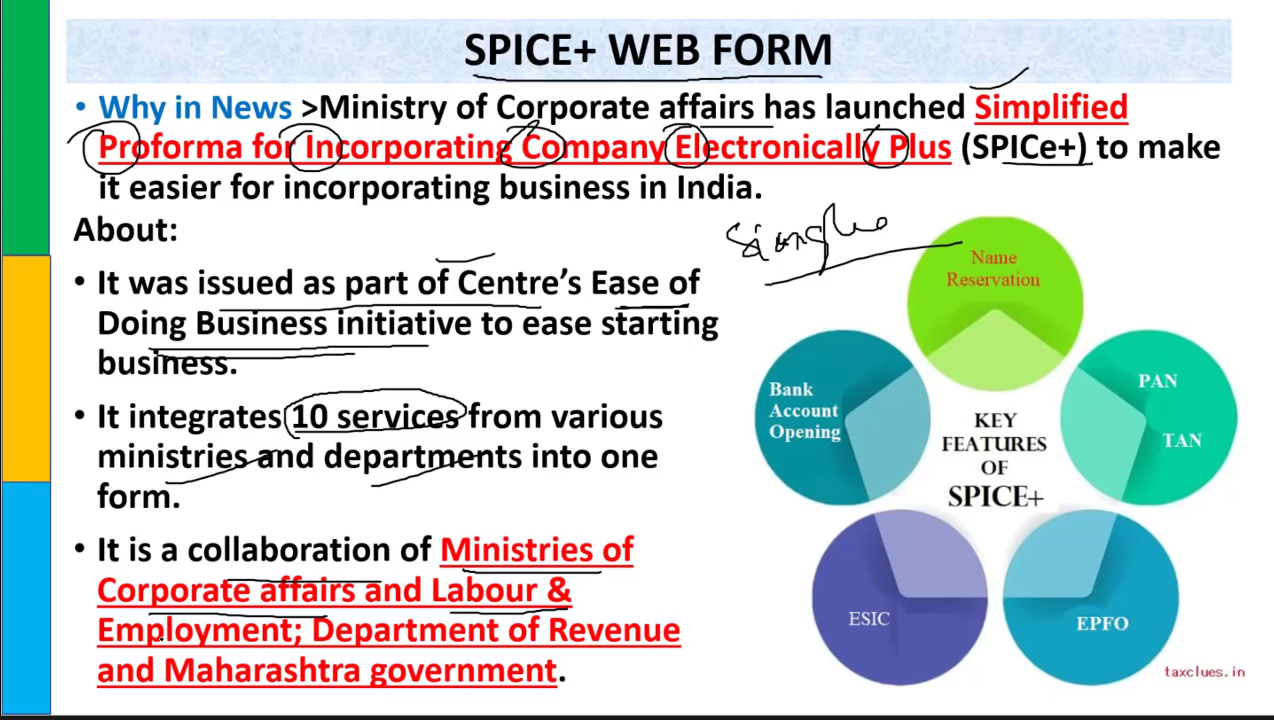 SPICE+ WEB FORM
• Why in News >Ministry of Corporate affairs has launched Simplified
Proforma for Incorporating Company Electronically Plus (SPICe+) to make
it easier for incorporating business in India.
About:
• It was issued as part of Centre’s Ease of
Doing Business initiative to ease starting
business.
• It integrates 10 services from various
ministries and departments into one
form.
• It is a collaboration of Ministries of
Corporate affairs and Labour &
Employment; Department of Revenue
and Maharashtra government.
Name
Reservation
Bank
Account
Opening
PAN
TAN
KEY
FEATURES
OF
SPICE+
ESIC
EPFO
taxclues.in